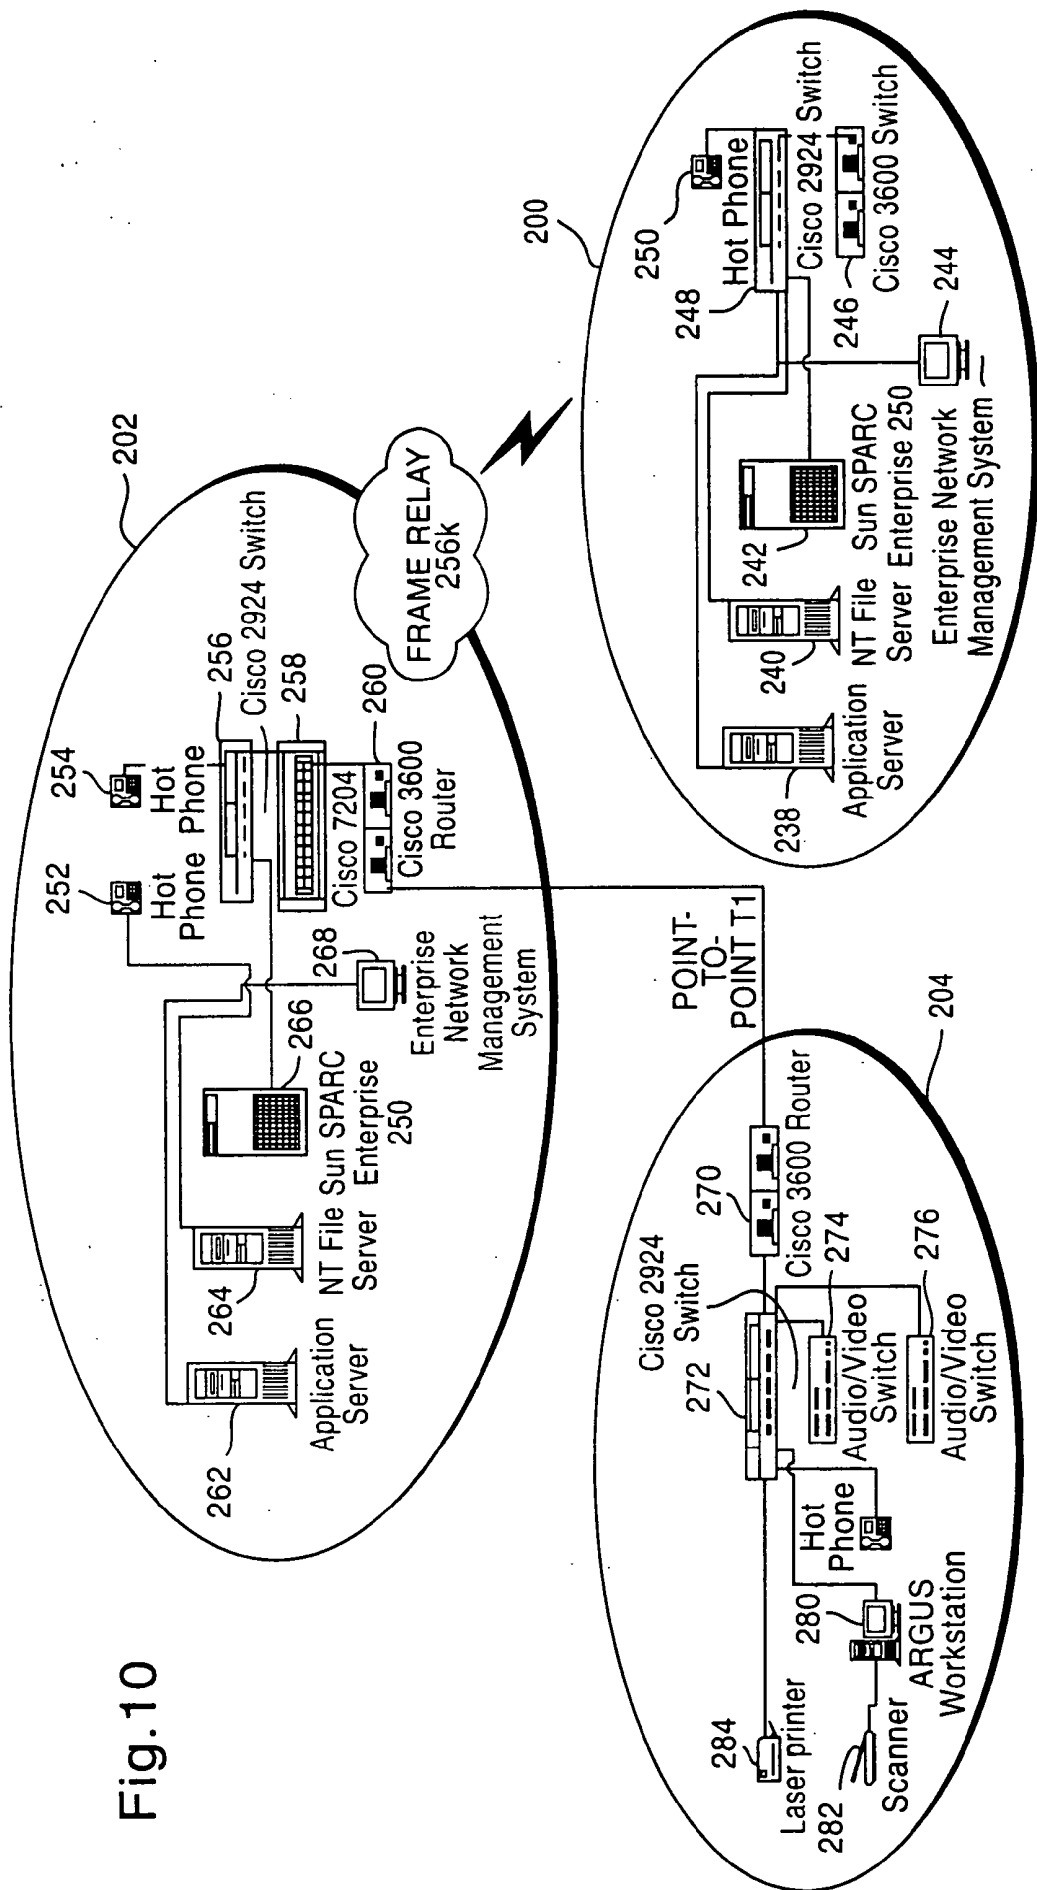 Fig.10
202
254
Hot
Phone
252
Hot
Phone
256
Cisco 2924 Switch
258
Cisco 7204
260
Cisco 3600
Router
FRAME RELAY
256k
262
Application
Server
264
NT File
Server
266
Sun SPARC
Enterprise
250
268
Enterprise
Network
Management
System
POINT-
TO-
POINT T1
200
250
Hot Phone
248
Cisco 2924 Switch
246
Cisco 3600 Switch
244
Enterprise Network
Management System
242
Sun SPARC
Enterprise 250
240
NT File
Server
238
Application
Server
204
270
Cisco 3600 Router
Cisco 2924
Switch
272
274
Audio/Video
Switch
276
Audio/Video
Switch
Hot
Phone
280
ARGUS
Workstation
284
Laser printer
282
Scanner